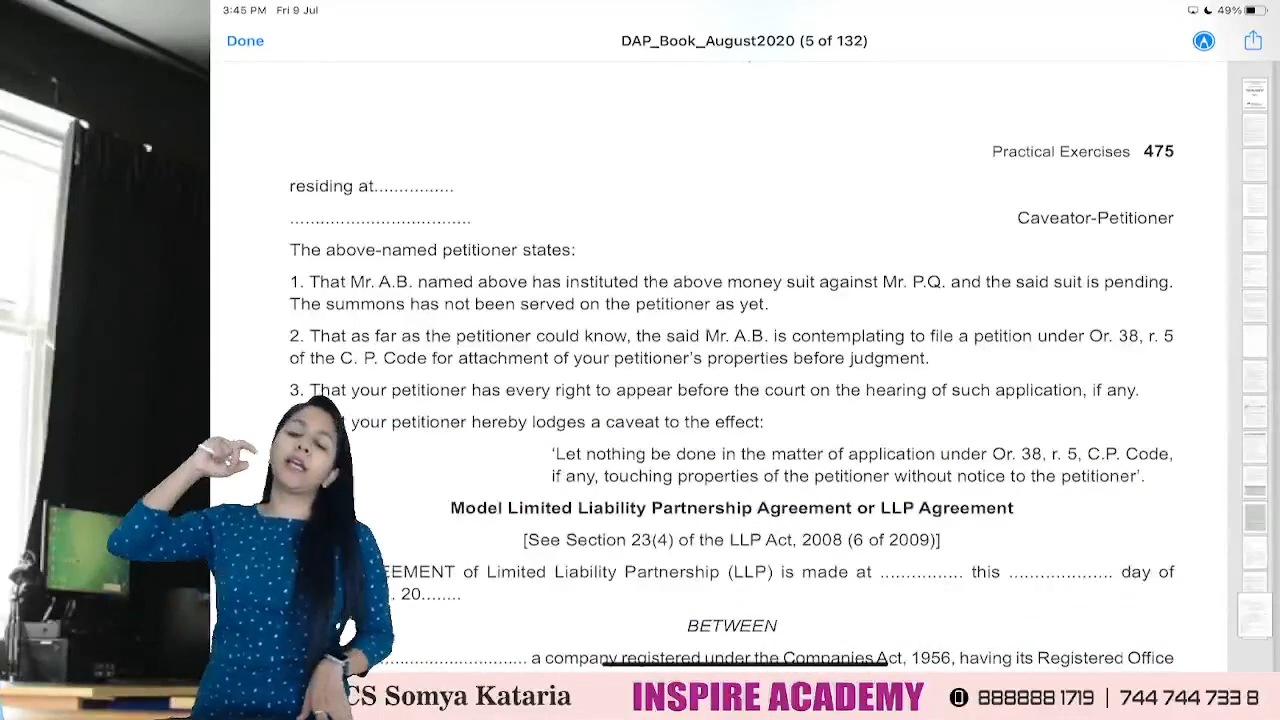 3:45 PM Fri 9 Jul
49%
Done
DAP_Book_August2020 (5 of 132)
Practical Exercises 475
residing at................
.................................. Caveator-Petitioner
The above-named petitioner states:
1. That Mr. A.B. named above has instituted the above money suit against Mr. P.Q. and the said suit is pending.
The summons has not been served on the petitioner as yet.
2. That as far as the petitioner could know, the said Mr. A.B. is contemplating to file a petition under Or. 38, r. 5
of the C. P. Code for attachment of your petitioner's properties before judgment.
3. That your petitioner has every right to appear before the court on the hearing of such application, if any.
your petitioner hereby lodges a caveat to the effect:
'Let nothing be done in the matter of application under Or. 38, r. 5, C.P. Code,
if any, touching properties of the petitioner without notice to the petitioner'.
Model Limited Liability Partnership Agreement or LLP Agreement
[See Section 23(4) of the LLP Act, 2008 (6 of 2009)]
EEMENT of Limited Liability Partnership (LLP) is made at ................ this .................... day of
. 20........
BETWEEN
............................ a company registered under the Companies Act, 1956, having its Registered Office
CS Somya Kataria
INSPIRE ACADEMY
888888 1719 | 744 744 733 8